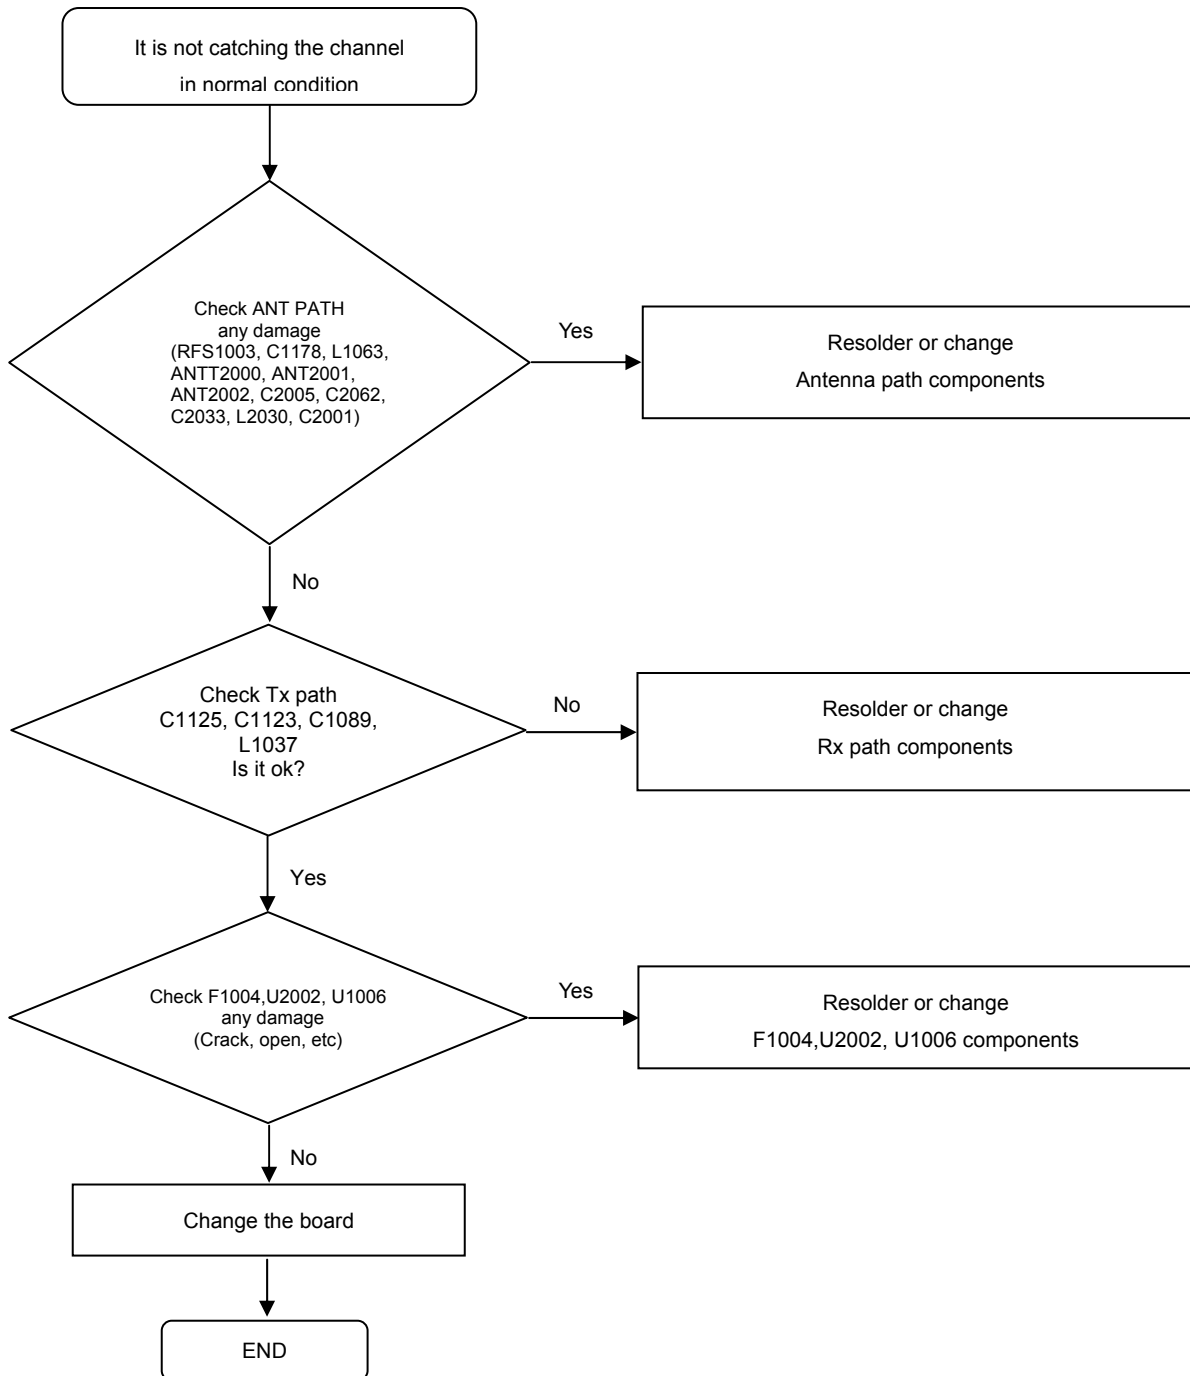 It is not catching the channel
in normal condition
Check ANT PATH
any damage
(RFS1003, C1178, L1063,
ANTT2000, ANT2001,
ANT2002, C2005, C2062,
C2033, L2030, C2001)
Yes
Resolder or change
Antenna path components
No
Check Tx path
C1125, C1123, C1089,
L1037
Is it ok?
No
Resolder or change
Rx path components
Yes
Check F1004,U2002, U1006
any damage
(Crack, open, etc)
Yes
Resolder or change
F1004,U2002, U1006 components
No
Change the board
END